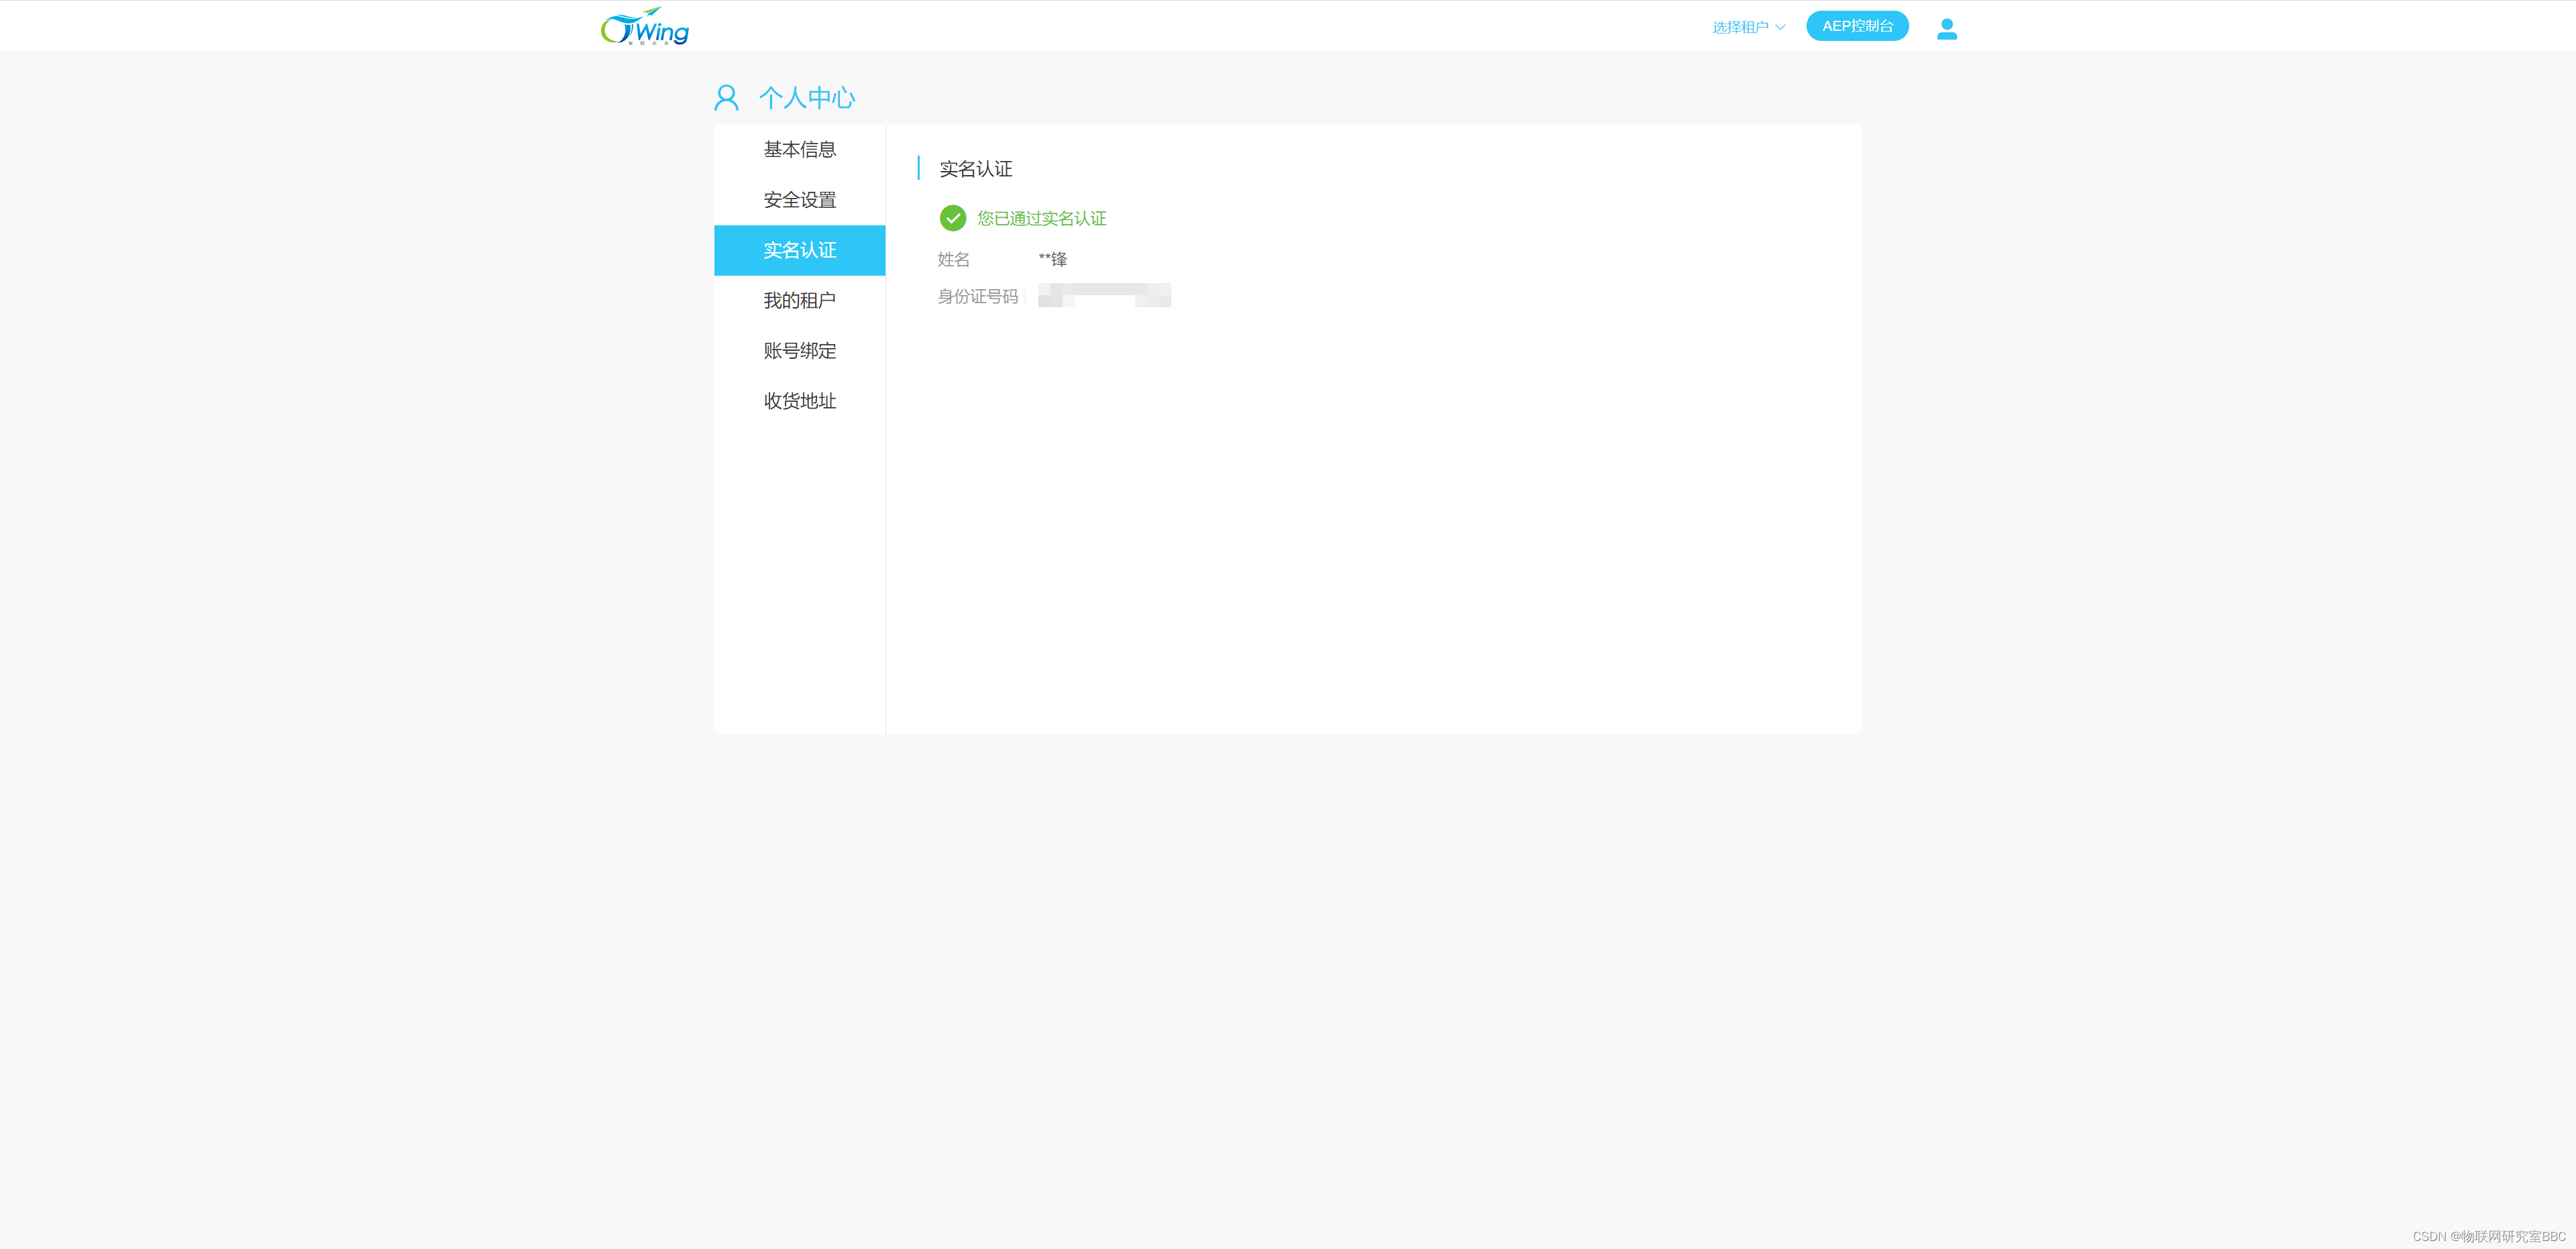 Wing
选择租户
AEP控制台
个人中心
基本信息
安全设置
实名认证
我的租户
账号绑定
收货地址
实名认证
您已通过实名认证
姓名 **锋
身份证号码
CSDN @物联网研究室BBC